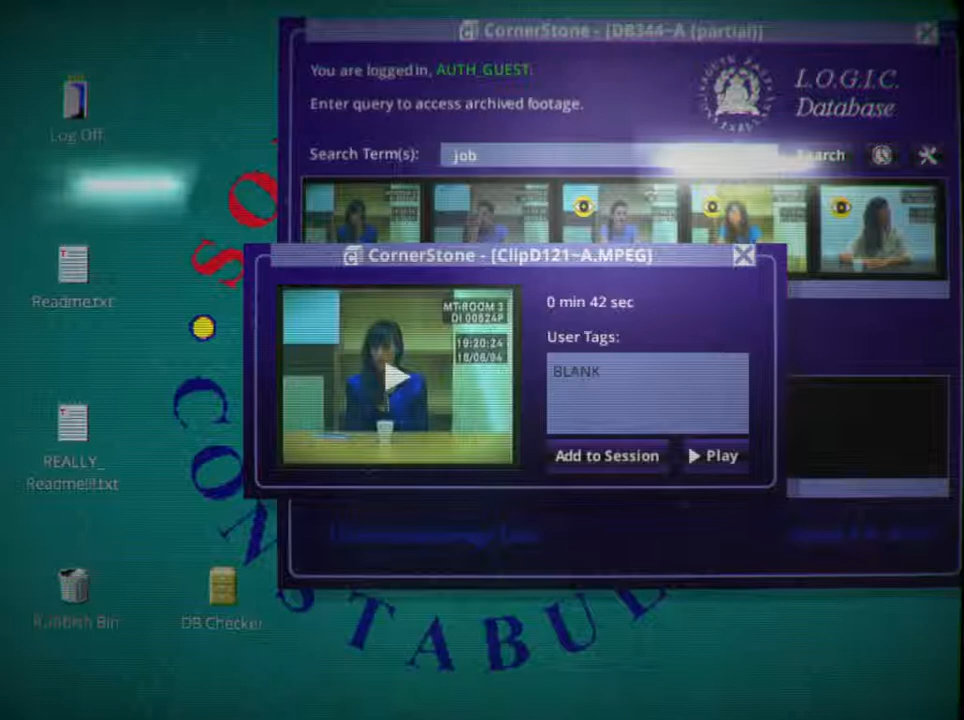 CornerStone - [DB344~A (partial)]
You are logged in, AUTH_GUEST.
L.O.G.I.C.
Database
Enter query to access archived footage.
Search Term(s):
job
Search
Log Off
CornerStone - [ClipD121~A.MPEG]
0 min 42 sec
User Tags:
BLANK
MT-ROOM 3
19:20:24
18/06/94
Add to Session
Play
Readme.txt
REALLY_
Readme!!!.txt
Rubbish Bin
DB Checker